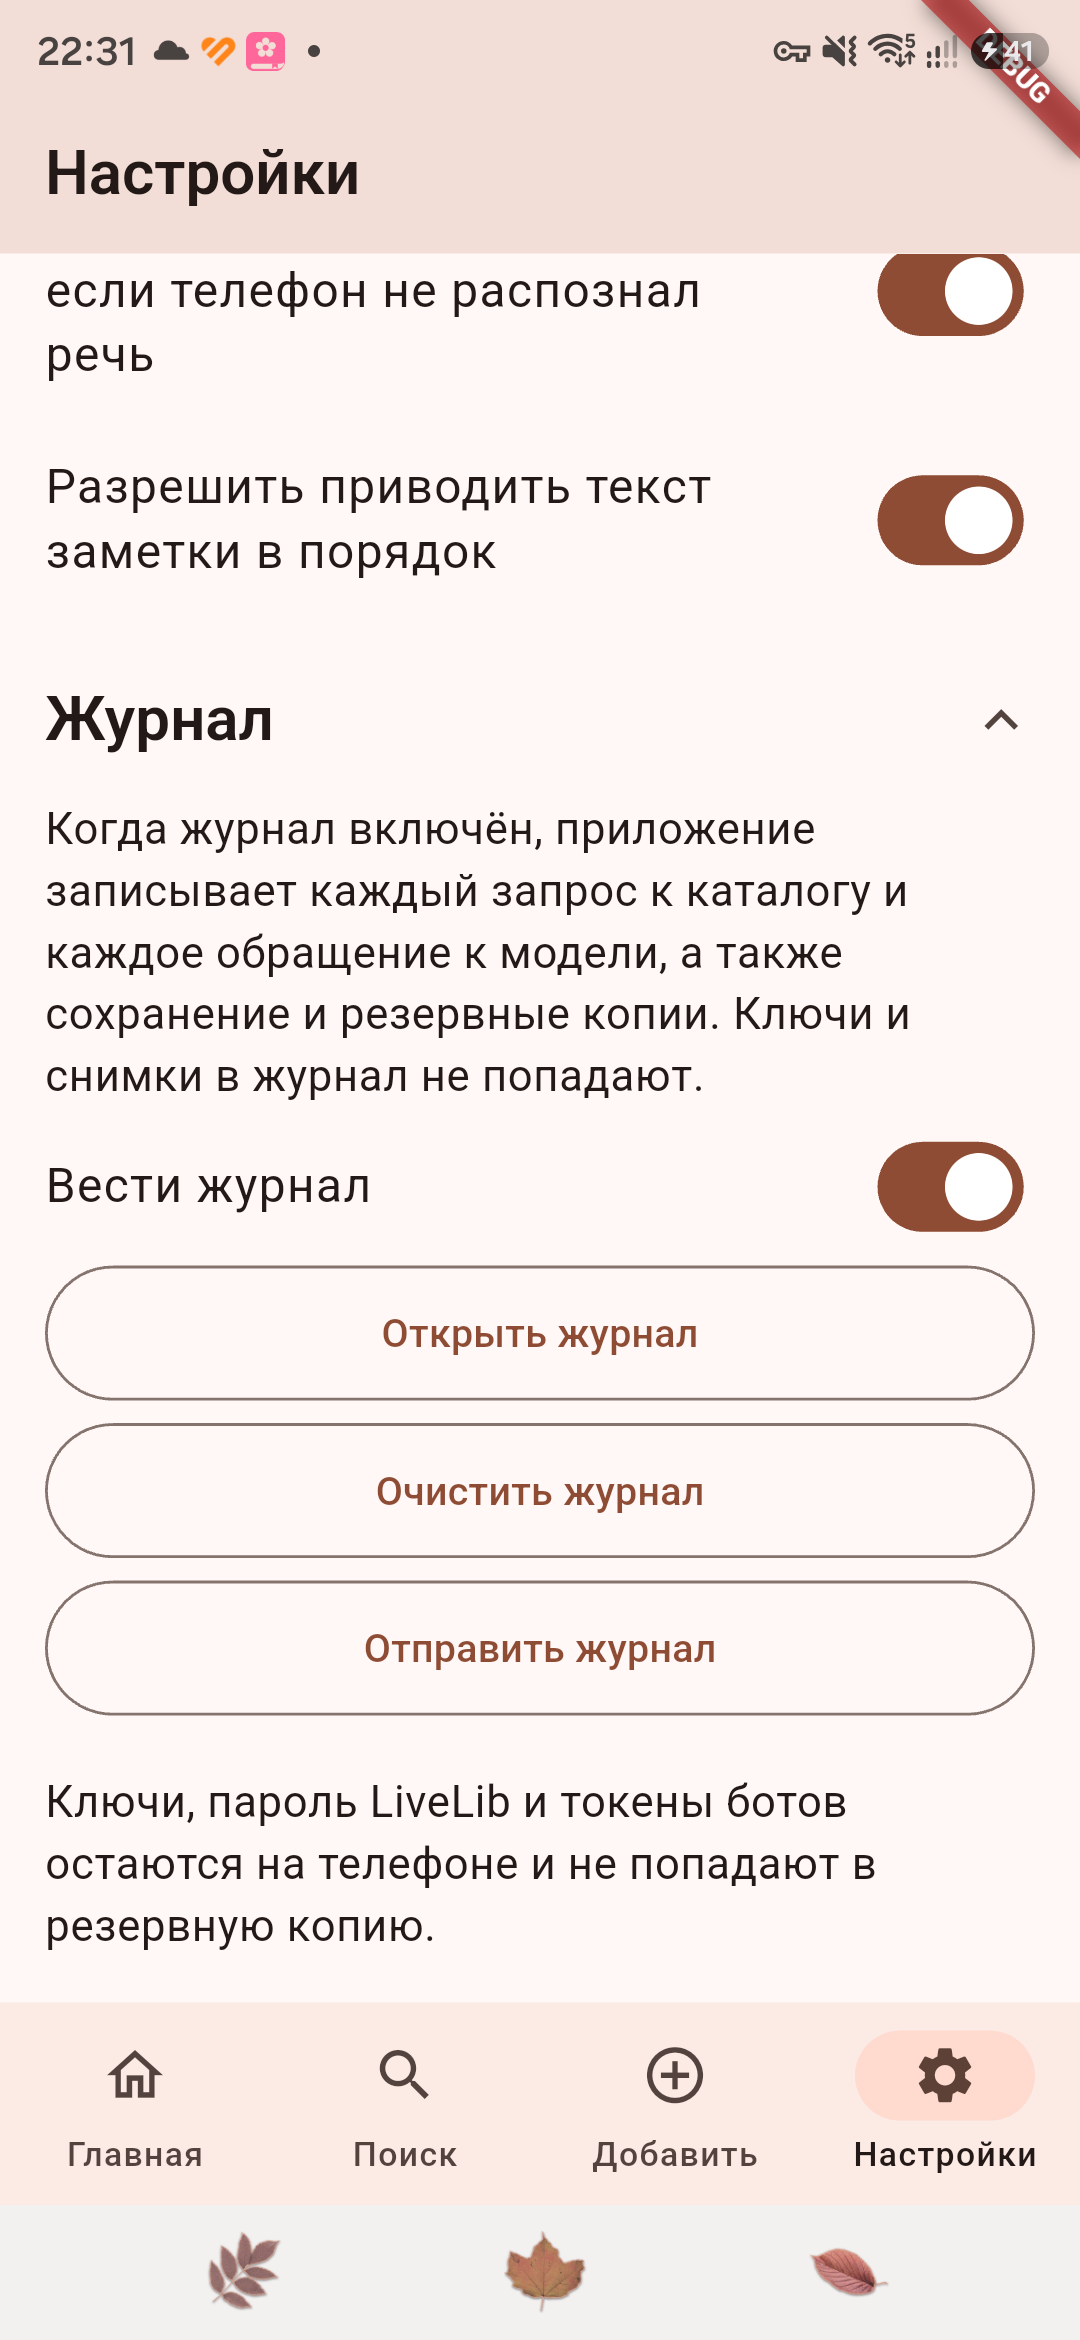 22:31
5
41
BUG
Настройки
если телефон не распознал
речь
Разрешить приводить текст
заметки в порядок
Журнал
Когда журнал включён, приложение
записывает каждый запрос к каталогу и
каждое обращение к модели, а также
сохранение и резервные копии. Ключи и
снимки в журнал не попадают.
Вести журнал
Открыть журнал
Очистить журнал
Отправить журнал
Ключи, пароль LiveLib и токены ботов
остаются на телефоне и не попадают в
резервную копию.
Главная
Поиск
Добавить
Настройки